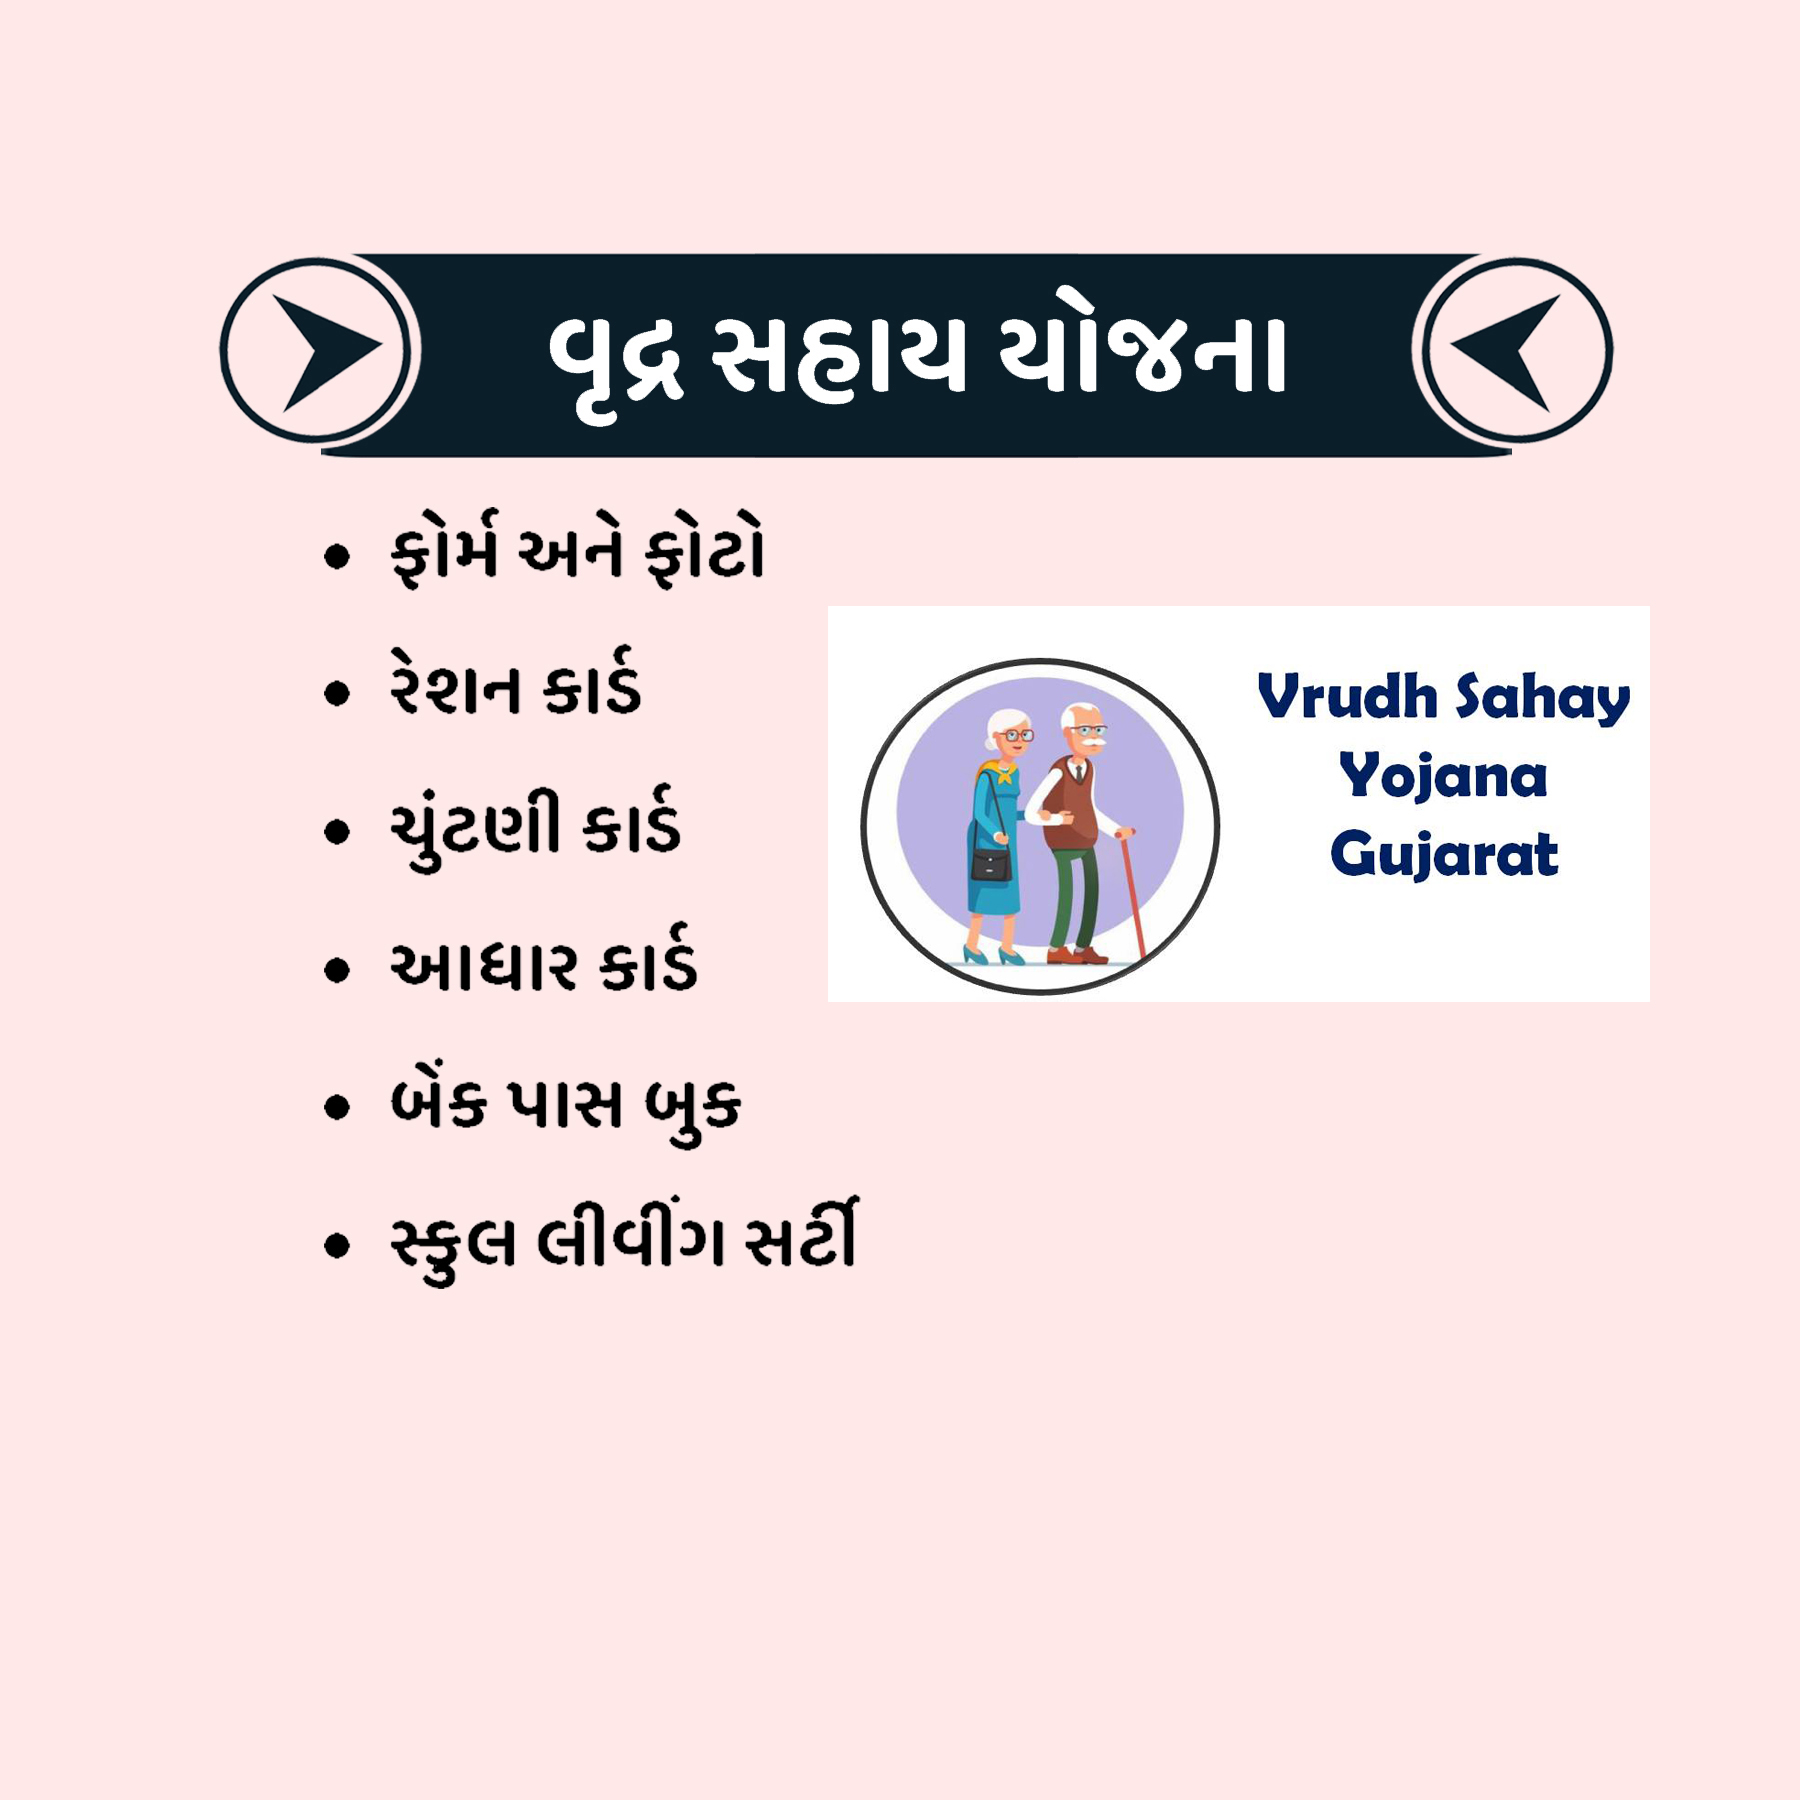 વૃદ્ર સહાય યોજના
• ફોર્મ અને ફોટો
• રેશન કાર્ડ
• ચુંટણી કાર્ડ
• આધાર કાર્ડ
• બેંક પાસ બુક
• સ્કુલ લીવીંગ સર્ટી
Vrudh Sahay
Yojana
Gujarat